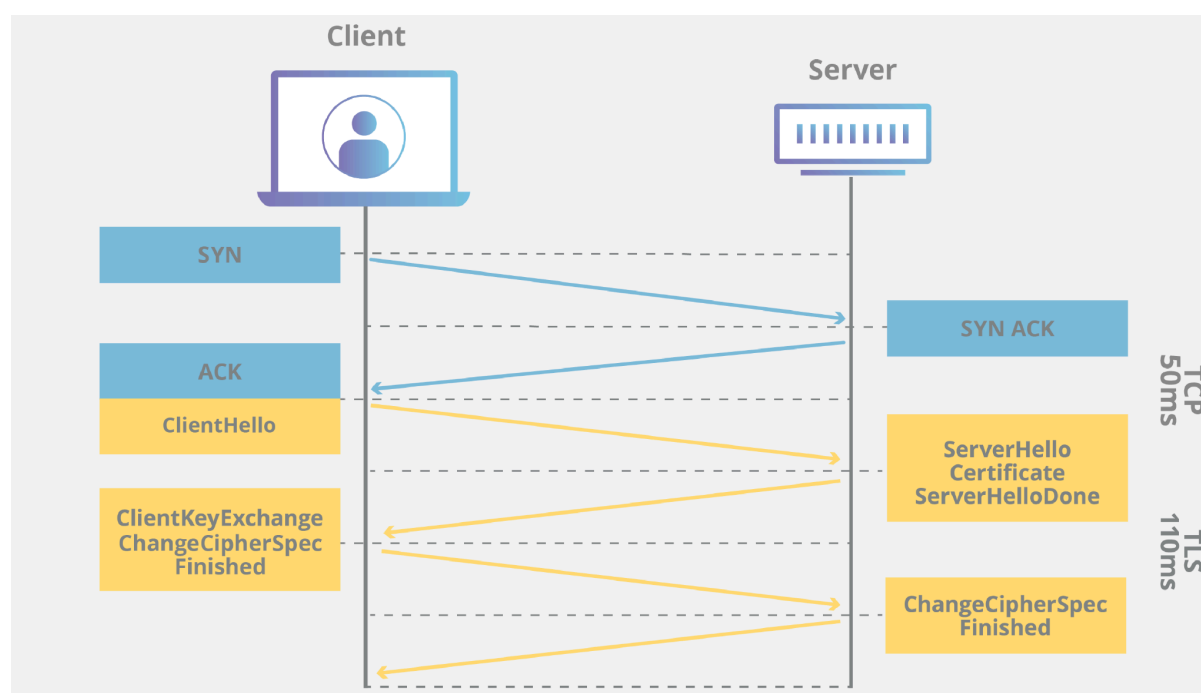 Client
Server
SYN
SYN ACK
ACK
ClientHello
TCP
50ms
ServerHello
Certificate
ServerHelloDone
ClientKeyExchange
ChangeCipherSpec
Finished
TLS
110ms
ChangeCipherSpec
Finished